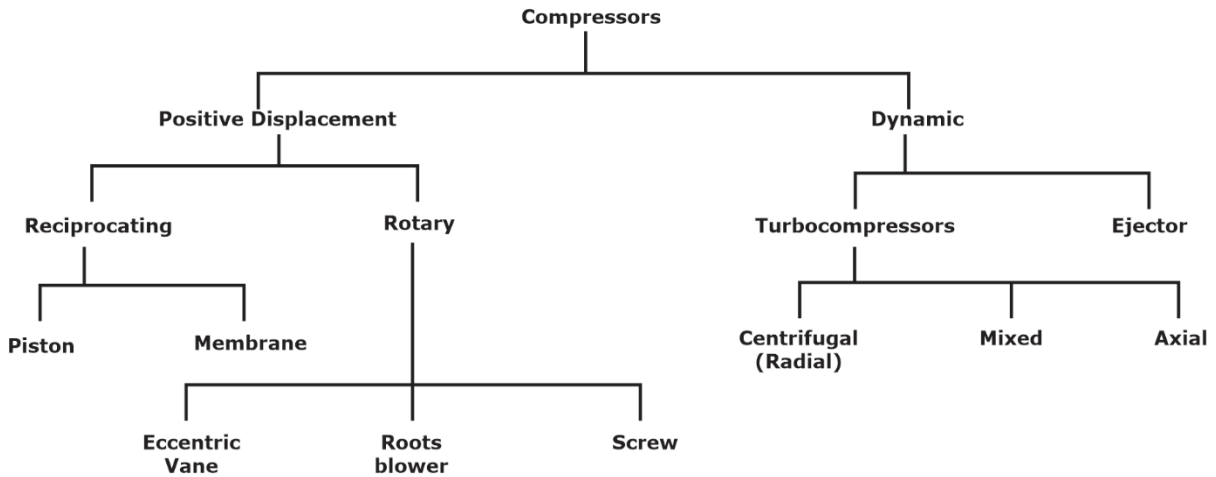 Compressors
Positive Displacement
Dynamic
Reciprocating
Rotary
Turbocompressors
Ejector
Piston
Membrane
Centrifugal
(Radial)
Mixed
Axial
Eccentric
Vane
Roots
blower
Screw